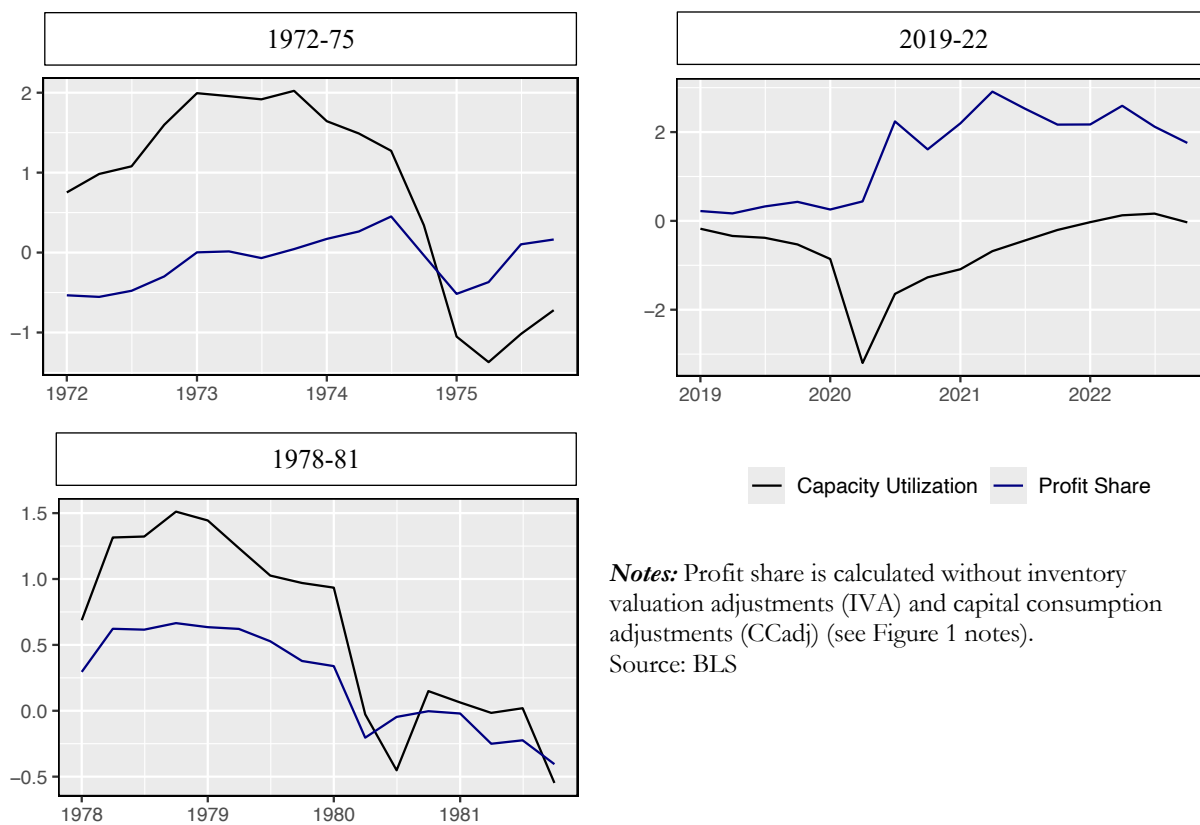 1972-75
2
1
0
−1
1972 1973 1974 1975
2019-22
2
0
−2
2019 2020 2021 2022
1978-81
1.5
1.0
0.5
0.0
−0.5
1978 1979 1980 1981
Capacity Utilization Profit Share
Notes: Profit share is calculated without inventory
valuation adjustments (IVA) and capital consumption
adjustments (CCadj) (see Figure 1 notes).
Source: BLS